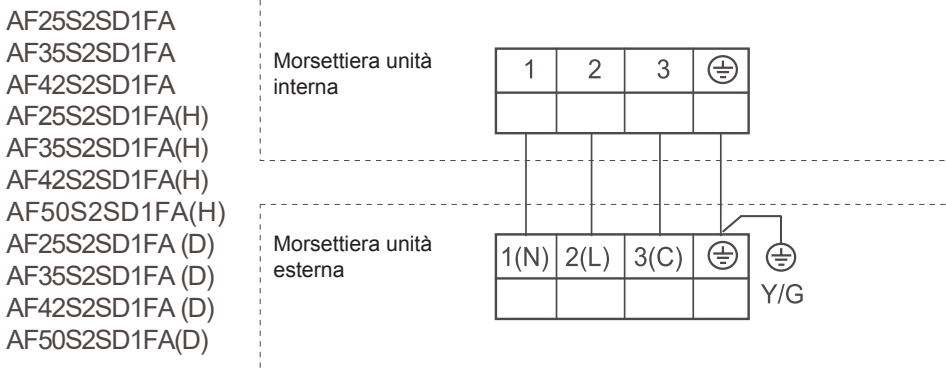 AF25S2SD1FA
AF35S2SD1FA
AF42S2SD1FA
AF25S2SD1FA(H)
AF35S2SD1FA(H)
AF42S2SD1FA(H)
AF50S2SD1FA(H)
AF25S2SD1FA (D)
AF35S2SD1FA (D)
AF42S2SD1FA (D)
AF50S2SD1FA(D)
Morsettiera unità
interna
1 2 3
Morsettiera unità
esterna
1(N) 2(L) 3(C)
Y/G